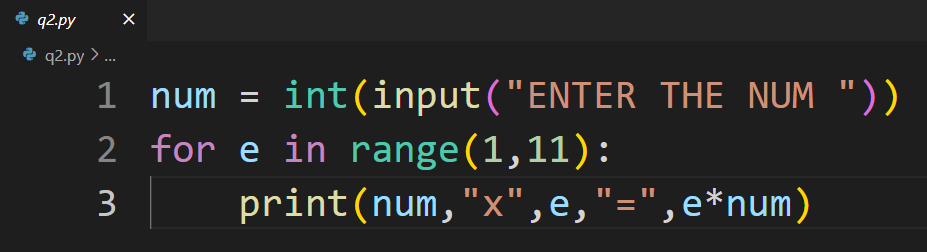 q2.py ×
q2.py > ...
1 num = int(input("ENTER THE NUM "))
2 for e in range(1,11):
3     print(num,"x",e,"=",e*num)